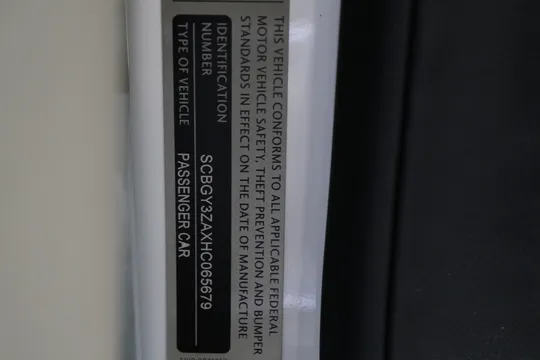 THIS VEHICLE CONFORMS TO ALL APPLICABLE FEDERAL
MOTOR VEHICLE SAFETY, THEFT PREVENTION AND BUMPER
STANDARDS IN EFFECT ON THE DATE OF MANUFACTURE
IDENTIFICATION
NUMBER SCBGY3ZAXHC065679
TYPE OF VEHICLE PASSENGER CAR